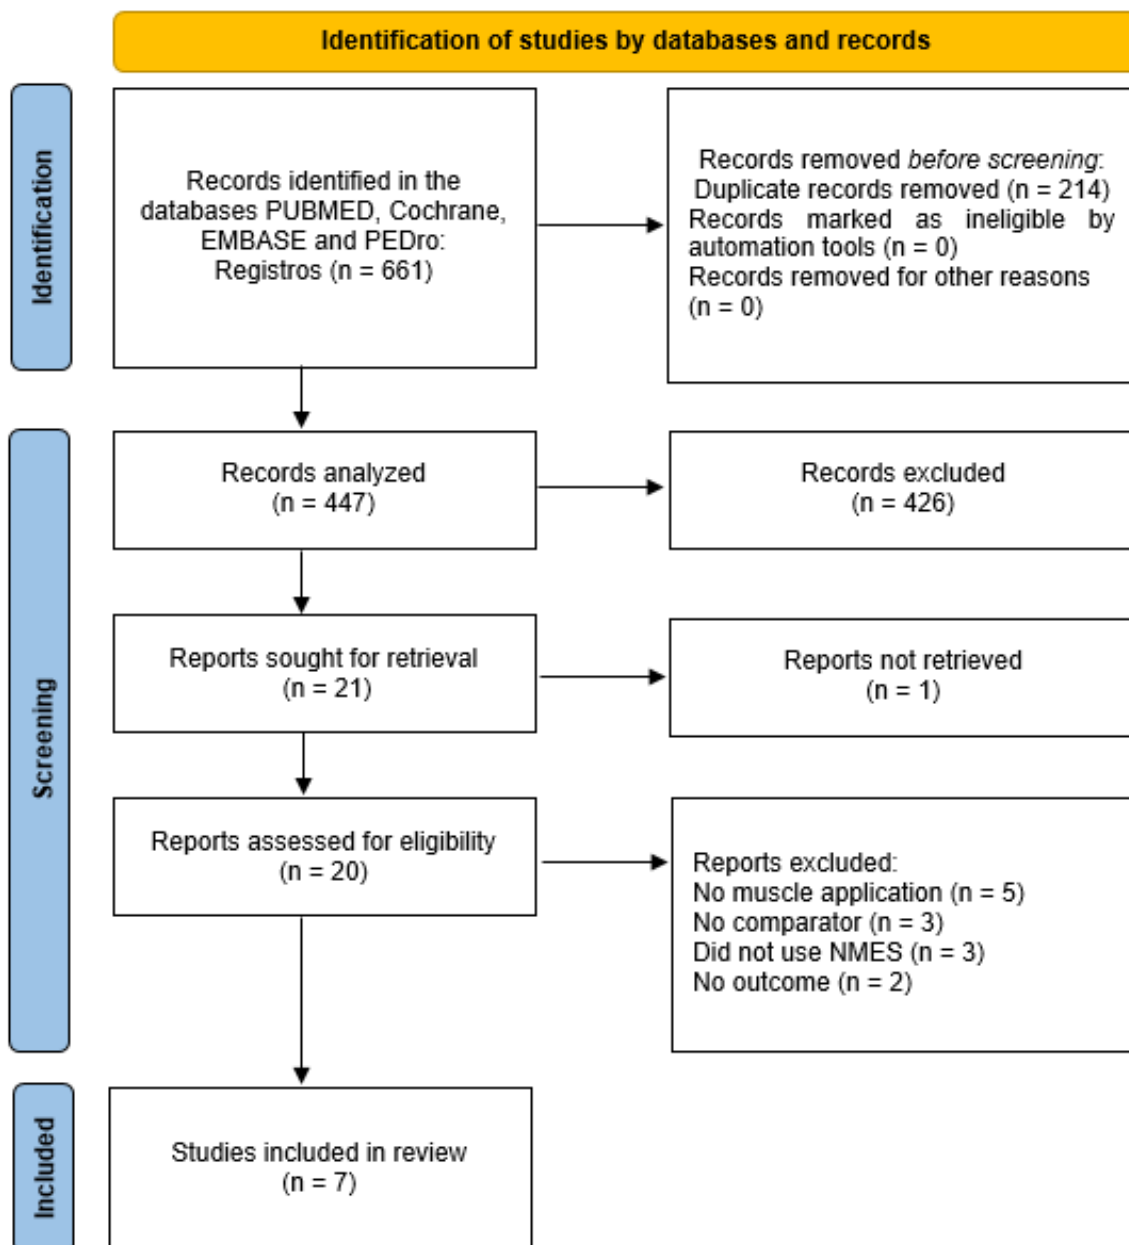 Identification of studies by databases and records
Identification
Records identified in the
databases PUBMED, Cochrane,
EMBASE and PEDro:
Registros (n = 661)
Records removed before screening:
Duplicate records removed (n = 214)
Records marked as ineligible by
automation tools (n = 0)
Records removed for other reasons
(n = 0)
Screening
Records analyzed
(n = 447)
Records excluded
(n = 426)
Reports sought for retrieval
(n = 21)
Reports not retrieved
(n = 1)
Reports assessed for eligibility
(n = 20)
Reports excluded:
No muscle application (n = 5)
No comparator (n = 3)
Did not use NMES (n = 3)
No outcome (n = 2)
Included
Studies included in review
(n = 7)